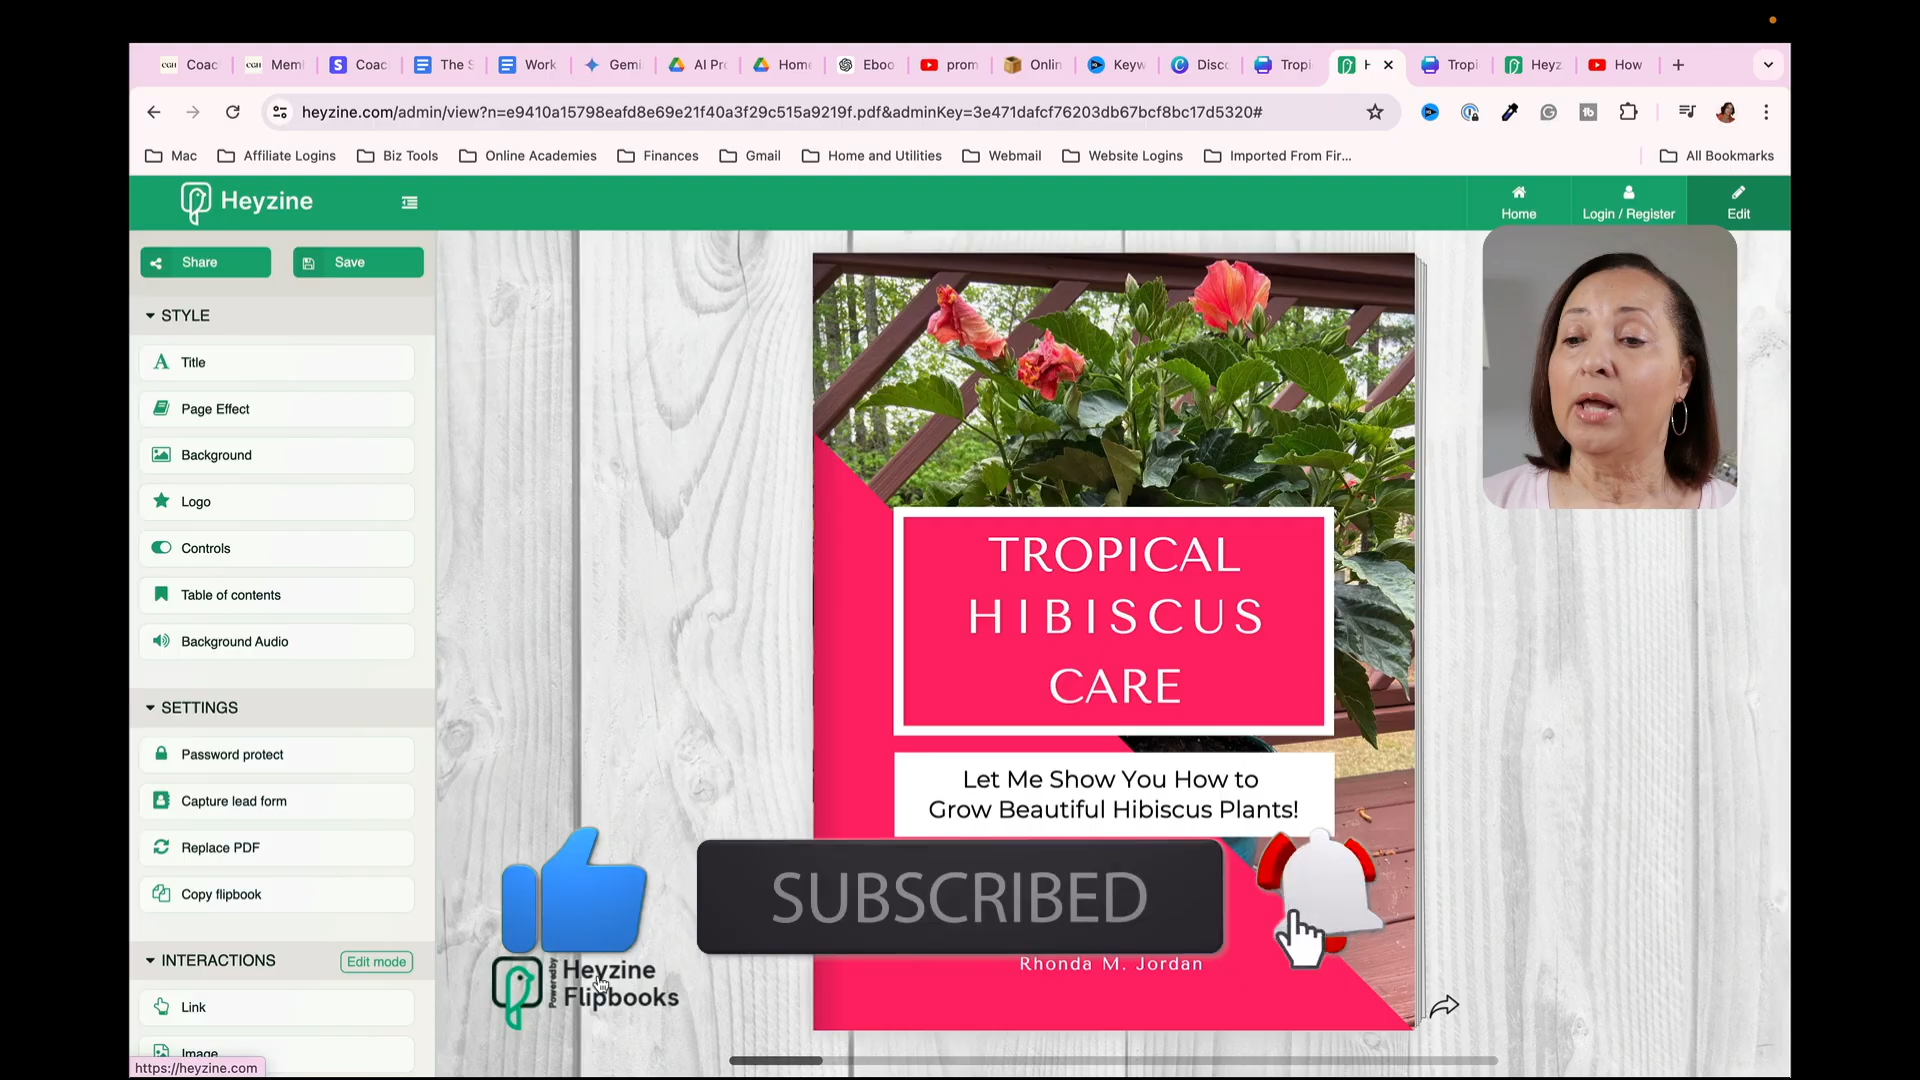 Coac
Memi
Coac
The S
Work
Gemi
AI Pr
Home
Eboo
prom
Onlin
Keyw
Disco
Tropi
H
Tropi
Heyz
How
heyzine.com/admin/view?n=e9410a15798eafd8e69e21f40a3f29c515a9219f.pdf&adminKey=3e471dafcf76203db67bcf8bc17d5320#
Mac
Affiliate Logins
Biz Tools
Online Academies
Finances
Gmail
Home and Utilities
Webmail
Website Logins
Imported From Fir...
All Bookmarks
Heyzine
Home
Login / Register
Edit
Share
Save
STYLE
Title
Page Effect
Background
Logo
Controls
Table of contents
Background Audio
SETTINGS
Password protect
Capture lead form
Replace PDF
Copy flipbook
INTERACTIONS
Edit mode
Link
Image
https://heyzine.com
TROPICAL
HIBISCUS
CARE
Let Me Show You How to
Grow Beautiful Hibiscus Plants!
SUBSCRIBED
Rhonda M. Jordan
Powered by
Heyzine
Flipbooks